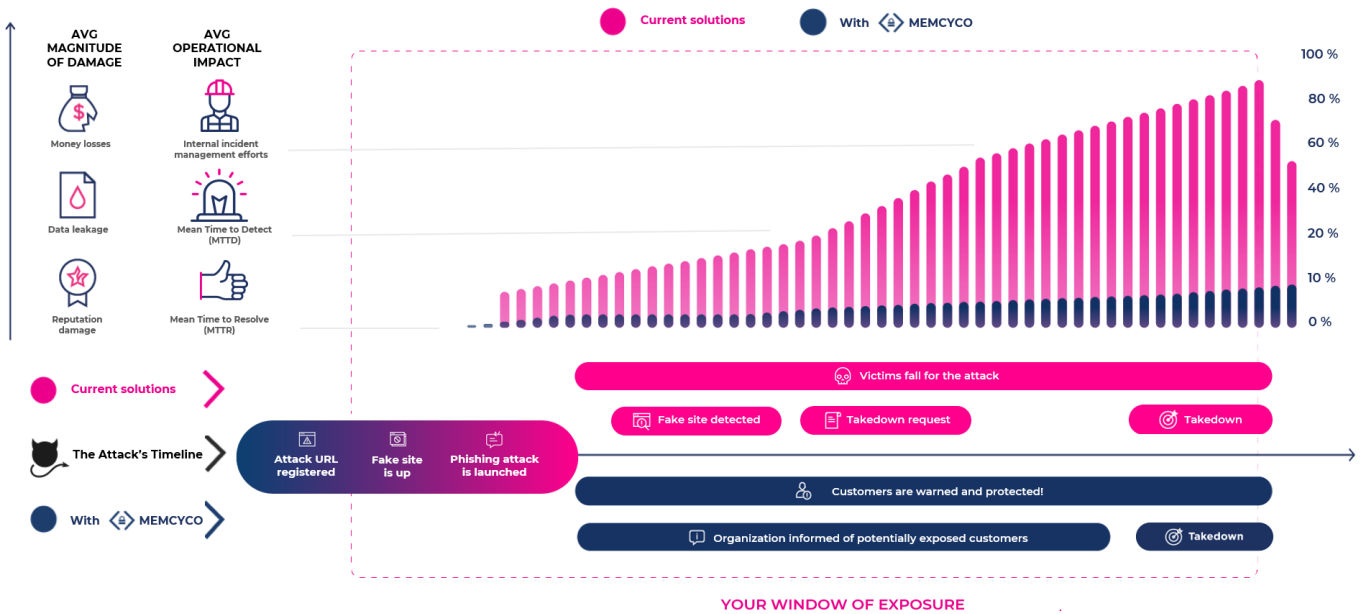 Current solutions
With MEMCYCO
AVG
MAGNITUDE
OF DAMAGE
AVG
OPERATIONAL
IMPACT
Money losses
Internal incident
management efforts
Data leakage
Mean Time to Detect
(MTTD)
Reputation
damage
Mean Time to Resolve
(MTTR)
100 %
80 %
60 %
40 %
20 %
10 %
0 %
Current solutions
Victims fall for the attack
Fake site detected
Takedown request
Takedown
The Attack's Timeline
Attack URL
registered
Fake site
is up
Phishing attack
is launched
With MEMCYCO
Customers are warned and protected!
Organization informed of potentially exposed customers
Takedown
YOUR WINDOW OF EXPOSURE